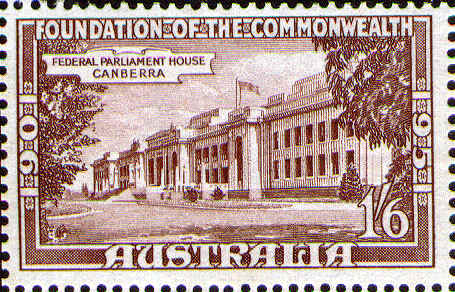 FOUNDATION·OF·THE·COMMONWEALTH
FEDERAL PARLIAMENT HOUSE
CANBERRA
1901
1951
1/6
AUSTRALIA